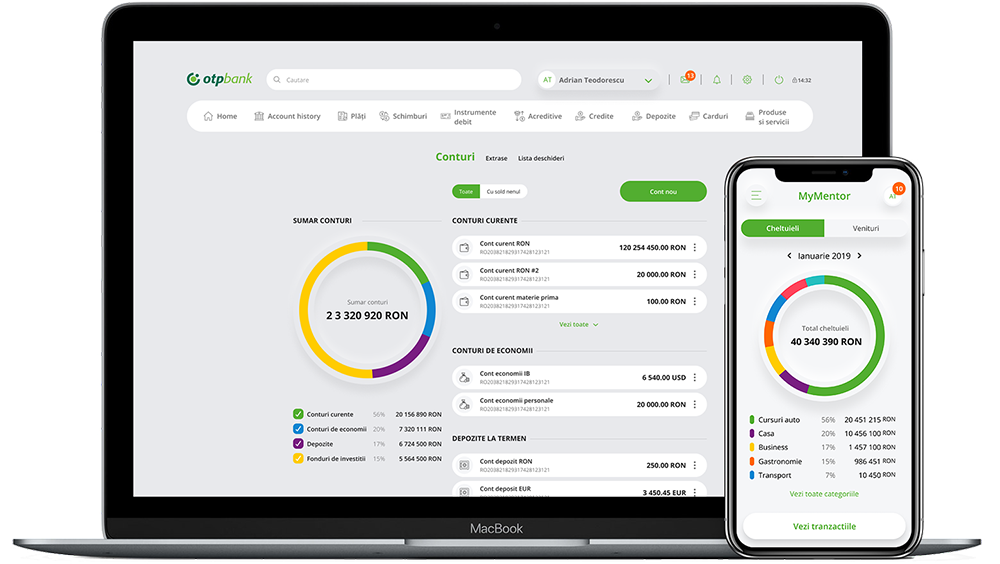 otpbank
Cautare
AT
Adrian Teodorescu
13
14:32
Home
Account history
Plăți
Schimburi
Instrumente
debit
Acreditive
Credite
Depozite
Carduri
Produse
si servicii
Conturi
Extrase
Lista deschideri
Toate
Cu sold nenul
Cont nou
SUMAR CONTURI
Sumar conturi
2 3 320 920 RON
Conturi curente 56% 20 156 890 RON
Conturi de economii 20% 7 320 111 RON
Depozite 17% 6 724 500 RON
Fonduri de investitii 15% 5 564 500 RON
CONTURI CURENTE
Cont curent RON
RO203821829317428123121
120 254 450.00 RON
Cont curent RON #2
RO203821829317428123121
20 000.00 RON
Cont curent materie prima
RO203821829317428123121
100.00 RON
Vezi toate
CONTURI DE ECONOMII
Cont economii IB
RO203821829317428123121
6 540.00 USD
Cont economii personale
RO203821829317428123121
20 000.00 RON
DEPOZITE LA TERMEN
Cont depozit RON
RO203821829317428123121
250.00 RON
Cont deposit EUR
3 450.45 EUR
MacBook
MyMentor
AT
10
Cheltuieli
Venituri
Ianuarie 2019
Total cheltuieli
40 340 390 RON
Cursuri auto 56% 20 451 215 RON
Casa 20% 10 456 100 RON
Business 17% 1 457 100 RON
Gastronomie 15% 986 451 RON
Transport 7% 10 450 RON
Vezi toate categoriile
Vezi tranzactiile